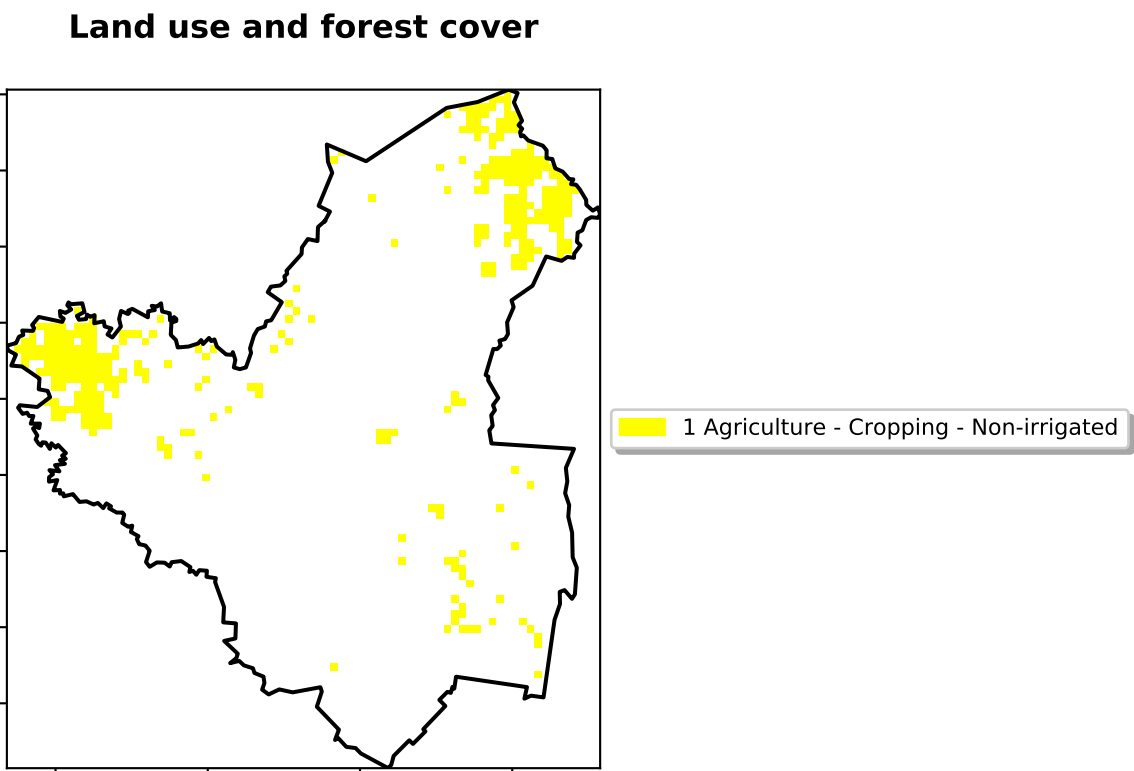 Land use and forest cover
1 Agriculture - Cropping - Non-irrigated